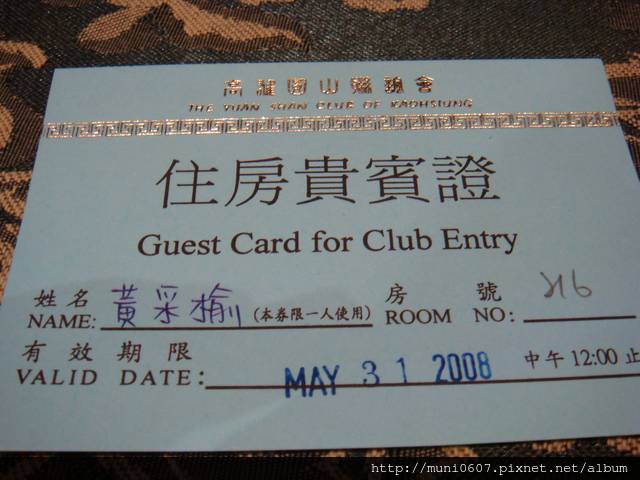 高雄圓山聯誼會
THE YUAN SHAN CLUB OF KAOHSIUNG
住房貴賓證
Guest Card for Club Entry
姓名 黃采榆 (本券限一人使用) 房號 316
NAME: ROOM NO:
有效期限 MAY 31 2008 中午12:00止
VALID DATE:
http://muni0607.pixnet.net/album